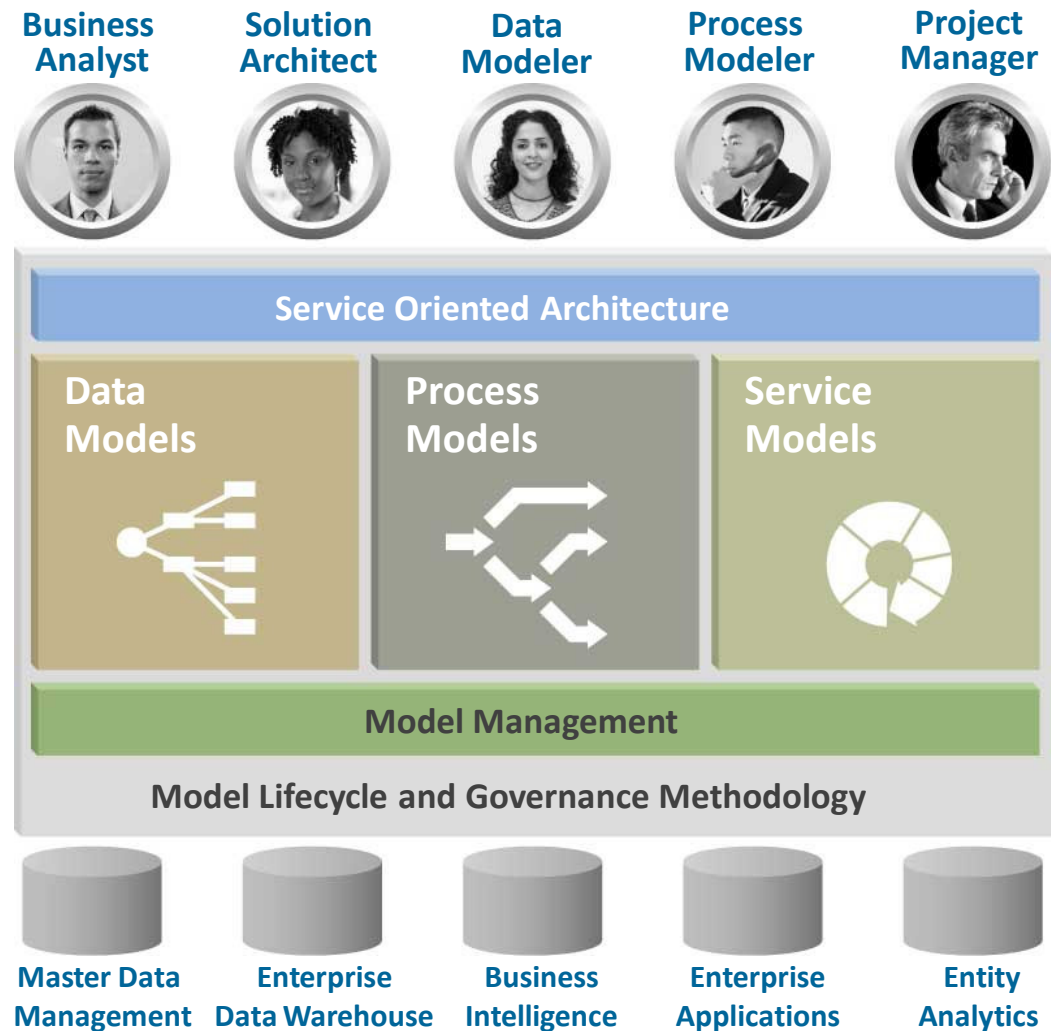 Business Analyst
Solution Architect
Data Modeler
Process Modeler
Project Manager
Service Oriented Architecture
Data
Models
Process
Models
Service
Models
Model Management
Model Lifecycle and Governance Methodology
Master Data
Management
Enterprise
Data Warehouse
Business
Intelligence
Enterprise
Applications
Entity
Analytics